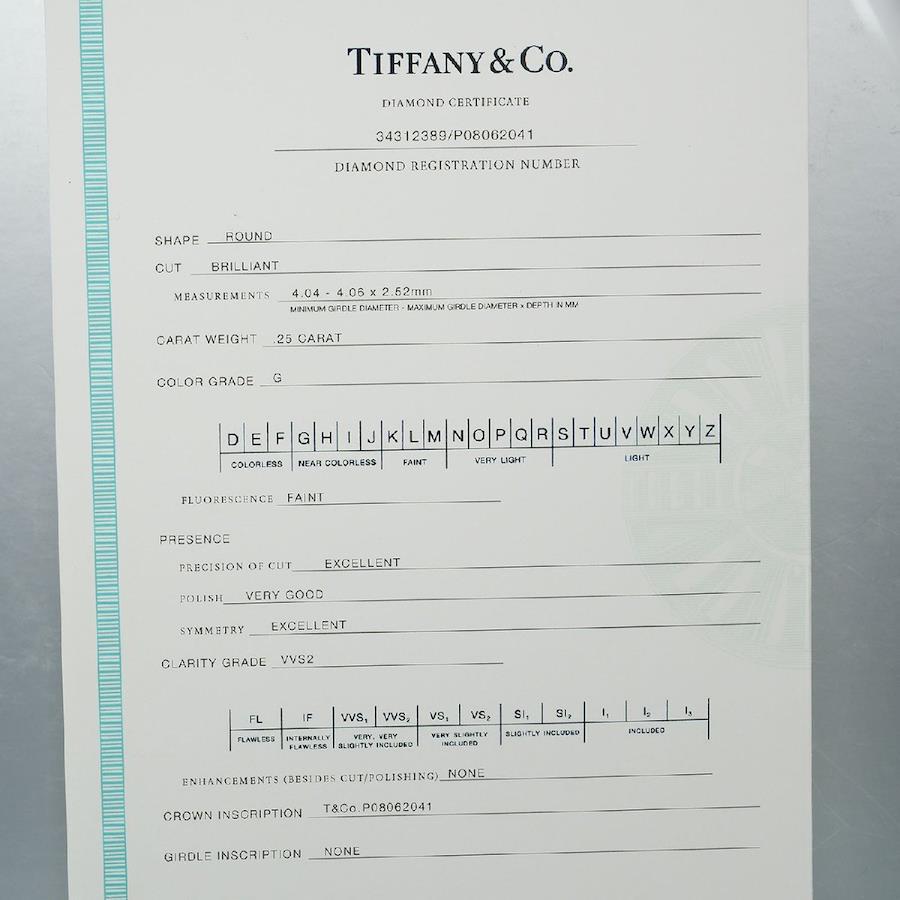 TIFFANY & CO.
DIAMOND CERTIFICATE
34312389/P08062041
DIAMOND REGISTRATION NUMBER
SHAPE ROUND
CUT BRILLIANT
MEASUREMENTS 4.04 - 4.06 x 2.52mm
MINIMUM GIRDLE DIAMETER - MAXIMUM GIRDLE DIAMETER x DEPTH IN MM
CARAT WEIGHT .25 CARAT
COLOR GRADE G
D E F G H I J K L M N O P Q R S T U V W X Y Z
COLORLESS NEAR COLORLESS FAINT VERY LIGHT LIGHT
FLUORESCENCE FAINT
PRESENCE
PRECISION OF CUT EXCELLENT
POLISH VERY GOOD
SYMMETRY EXCELLENT
CLARITY GRADE VVS2
FL IF VVS₁ VVS₂ VS₁ VS₂ SI₁ SI₂ I₁ I₂ I₃
FLAWLESS INTERNALLY FLAWLESS VERY, VERY SLIGHTLY INCLUDED VERY SLIGHTLY INCLUDED SLIGHTLY INCLUDED INCLUDED
ENHANCEMENTS (BESIDES CUT/POLISHING) NONE
CROWN INSCRIPTION T&Co.P08062041
GIRDLE INSCRIPTION NONE